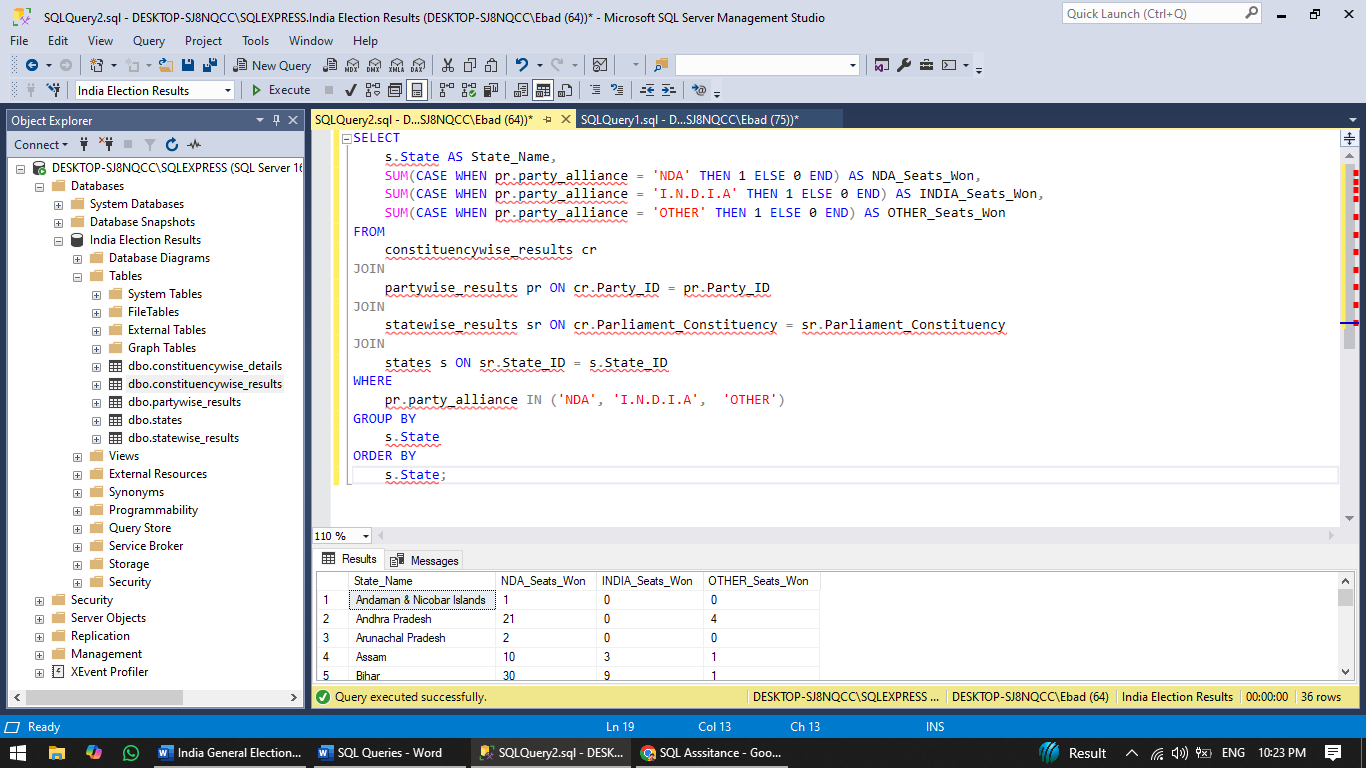 SQLQuery2.sql - DESKTOP-SJ8NQCC\SQLEXPRESS.India Election Results (DESKTOP-SJ8NQCC\Ebad (64))* - Microsoft SQL Server Management Studio
Quick Launch (Ctrl+Q)
File Edit View Query Project Tools Window Help
New Query MDX DMX XMLA DAX
India Election Results Execute
Object Explorer
Connect
DESKTOP-SJ8NQCC\SQLEXPRESS (SQL Server 16
Databases
System Databases
Database Snapshots
India Election Results
Database Diagrams
Tables
System Tables
FileTables
External Tables
Graph Tables
dbo.constituencywise_details
dbo.constituencywise_results
dbo.partywise_results
dbo.states
dbo.statewise_results
Views
External Resources
Synonyms
Programmability
Query Store
Service Broker
Storage
Security
Security
Server Objects
Replication
Management
XEvent Profiler
SQLQuery2.sql - D...SJ8NQCC\Ebad (64))* SQLQuery1.sql - D...SJ8NQCC\Ebad (75))*
SELECT
s.State AS State_Name,
SUM(CASE WHEN pr.party_alliance = 'NDA' THEN 1 ELSE 0 END) AS NDA_Seats_Won,
SUM(CASE WHEN pr.party_alliance = 'I.N.D.I.A' THEN 1 ELSE 0 END) AS INDIA_Seats_Won,
SUM(CASE WHEN pr.party_alliance = 'OTHER' THEN 1 ELSE 0 END) AS OTHER_Seats_Won
FROM
constituencywise_results cr
JOIN
partywise_results pr ON cr.Party_ID = pr.Party_ID
JOIN
statewise_results sr ON cr.Parliament_Constituency = sr.Parliament_Constituency
JOIN
states s ON sr.State_ID = s.State_ID
WHERE
pr.party_alliance IN ('NDA', 'I.N.D.I.A',  'OTHER')
GROUP BY
s.State
ORDER BY
s.State;
110 %
Results Messages
State_Name NDA_Seats_Won INDIA_Seats_Won OTHER_Seats_Won
1 Andaman & Nicobar Islands 1 0 0
2 Andhra Pradesh 21 0 4
3 Arunachal Pradesh 2 0 0
4 Assam 10 3 1
5 Bihar 30 9 1
Query executed successfully. DESKTOP-SJ8NQCC\SQLEXPRESS ... DESKTOP-SJ8NQCC\Ebad (64) India Election Results 00:00:00 36 rows
Ready Ln 19 Col 13 Ch 13 INS
India General Election... SQL Queries - Word SQLQuery2.sql - DESK... SQL Asssitance - Goo... Result ENG 10:23 PM